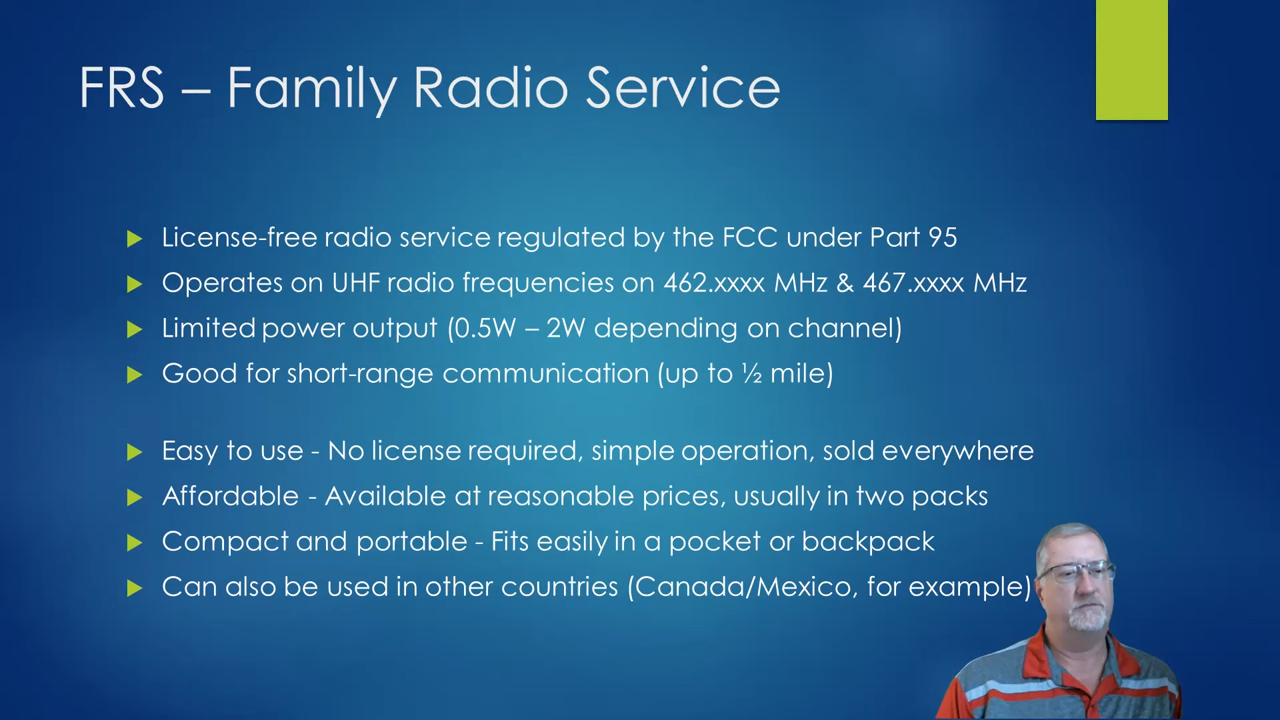 FRS – Family Radio Service
License-free radio service regulated by the FCC under Part 95
Operates on UHF radio frequencies on 462.xxxx MHz & 467.xxxx MHz
Limited power output (0.5W – 2W depending on channel)
Good for short-range communication (up to ½ mile)
Easy to use - No license required, simple operation, sold everywhere
Affordable - Available at reasonable prices, usually in two packs
Compact and portable - Fits easily in a pocket or backpack
Can also be used in other countries (Canada/Mexico, for example)